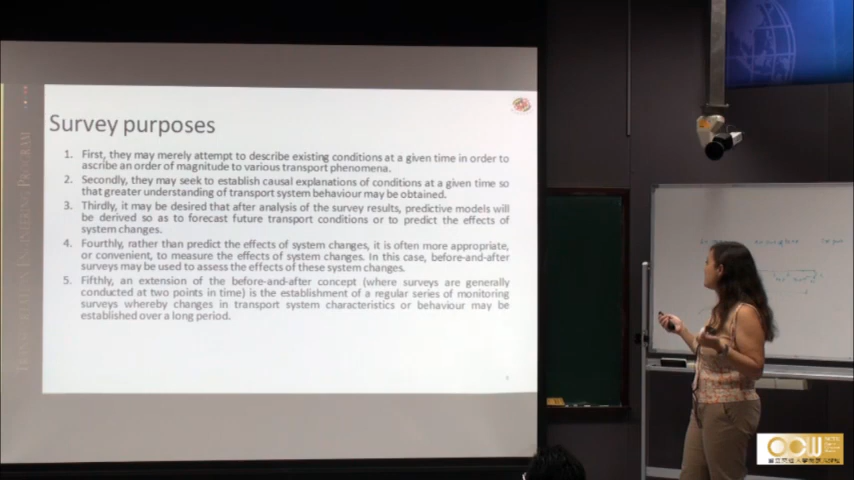 Survey purposes
1. First, they may merely attempt to describe existing conditions at a given time in order to
ascribe an order of magnitude to various transport phenomena.
2. Secondly, they may seek to establish causal explanations of conditions at a given time so
that greater understanding of transport system behaviour may be obtained.
3. Thirdly, it may be desired that after analysis of the survey results, predictive models will
be derived so as to forecast future transport conditions or to predict the effects of
system changes.
4. Fourthly, rather than predict the effects of system changes, it is often more appropriate,
or convenient, to measure the effects of system changes. In this case, before-and-after
surveys may be used to assess the effects of these system changes.
5. Fifthly, an extension of the before-and-after concept (where surveys are generally
conducted at two points in time) is the establishment of a regular series of monitoring
surveys whereby changes in transport system characteristics or behaviour may be
established over a long period.
OCW